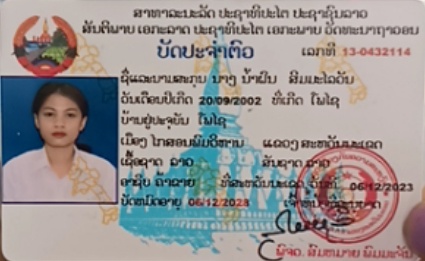 ສາທາລະນະລັດ ປະຊາທິປະໄຕ ປະຊາຊົນລາວ
ສັນຕິພາບ ເອກະລາດ ປະຊາທິປະໄຕ ເອກະພາບ ວັດທະນາຖາວອນ
ບັດປະຈຳຕົວ
ເລກທີ 13-0432114
ຊື່ແລະນາມສະກຸນ ນາງ ນ້ຳຝົນ ສິມມະໄລວັນ
ວັນເດືອນປີເກີດ 20/09/2002 ທີ່ເກີດ ໂພໄຊ
ບ້ານຢູ່ປະຈຸບັນ ໂພໄຊ
ເມືອງ ໄກສອນພົມວິຫານ ແຂວງ ສະຫວັນນະເຂດ
ເຊື້ອຊາດ ລາວ ສັນຊາດ ລາວ
ອາຊີບ ຄ້າຂາຍ ທີ່ສະຫວັນນະເຂດ ວັນທີ 06/12/2023
ບັດໝົດອາຍຸ 06/12/2028
ພົຈວ. ສົມຫມາຍ ພິມມະຈັນ